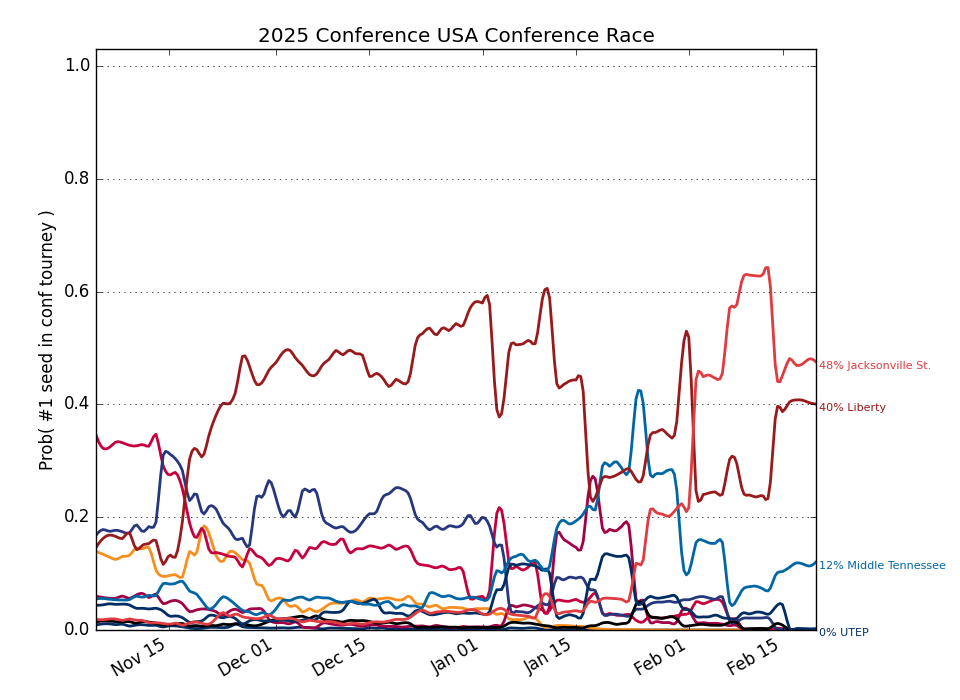 2025 Conference USA Conference Race
Prob( #1 seed in conf tourney )
1.0
0.8
0.6
0.4
0.2
0.0
48% Jacksonville St.
40% Liberty
12% Middle Tennessee
0% UTEP
Nov 15
Dec 01
Dec 15
Jan 01
Jan 15
Feb 01
Feb 15